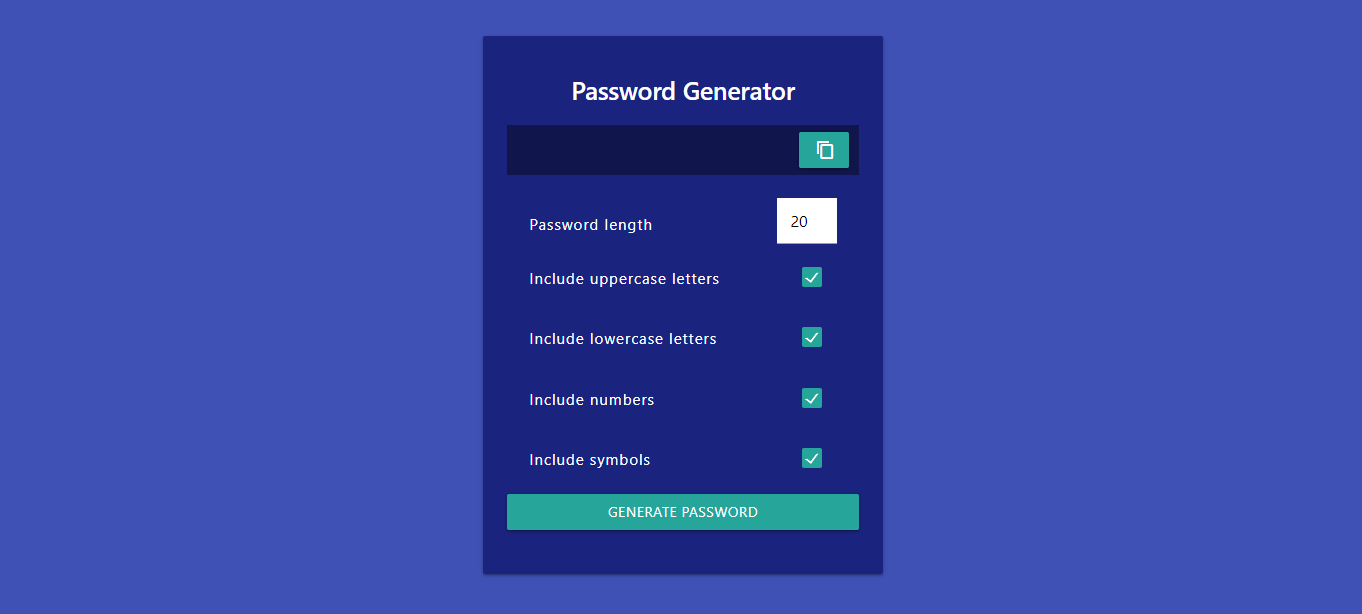 Password Generator
Password length
20
Include uppercase letters
Include lowercase letters
Include numbers
Include symbols
GENERATE PASSWORD